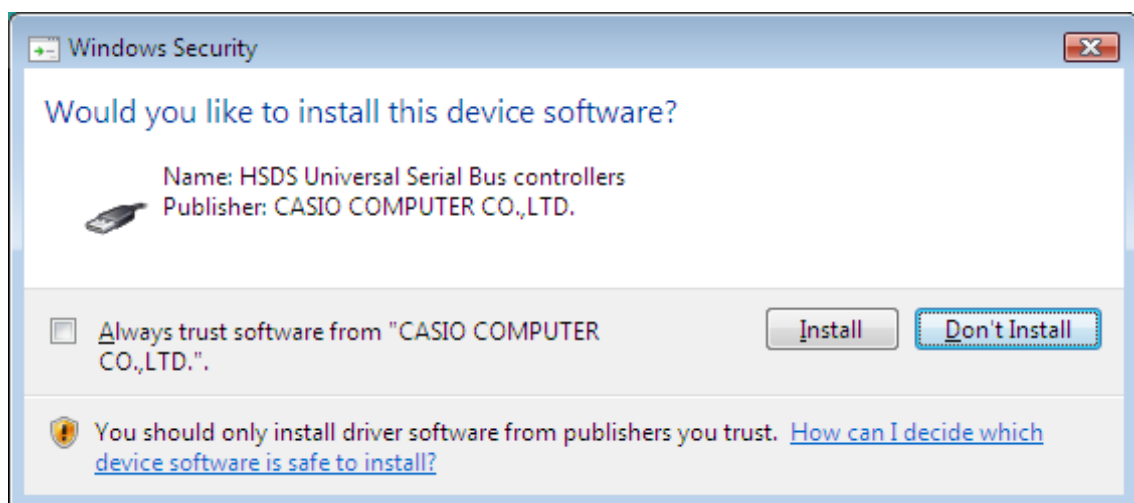 Windows Security
Would you like to install this device software?
Name: HSDS Universal Serial Bus controllers
Publisher: CASIO COMPUTER CO.,LTD.
Always trust software from "CASIO COMPUTER
CO.,LTD.".
Install
Don't Install
You should only install driver software from publishers you trust. How can I decide which
device software is safe to install?